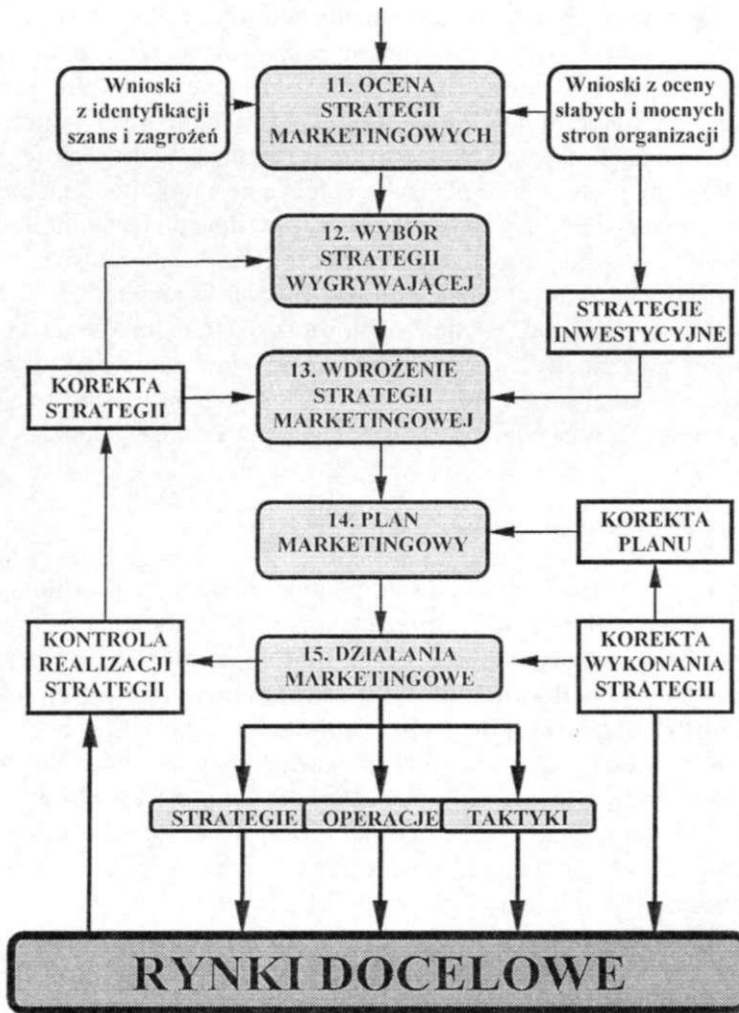 Wnioski
z identyfikacji
szans i zagrożeń
11. OCENA
STRATEGII
MARKETINGOWYCH
Wnioski z oceny
słabych i mocnych
stron organizacji
12. WYBÓR
STRATEGII
WYGRYWAJĄCEJ
STRATEGIE
INWESTYCYJNE
KOREKTA
STRATEGII
13. WDROŻENIE
STRATEGII
MARKETINGOWEJ
14. PLAN
MARKETINGOWY
KOREKTA
PLANU
KONTROLA
REALIZACJI
STRATEGII
15. DZIAŁANIA
MARKETINGOWE
KOREKTA
WYKONANIA
STRATEGII
STRATEGIE
OPERACJE
TAKTYKI
RYNKI DOCELOWE